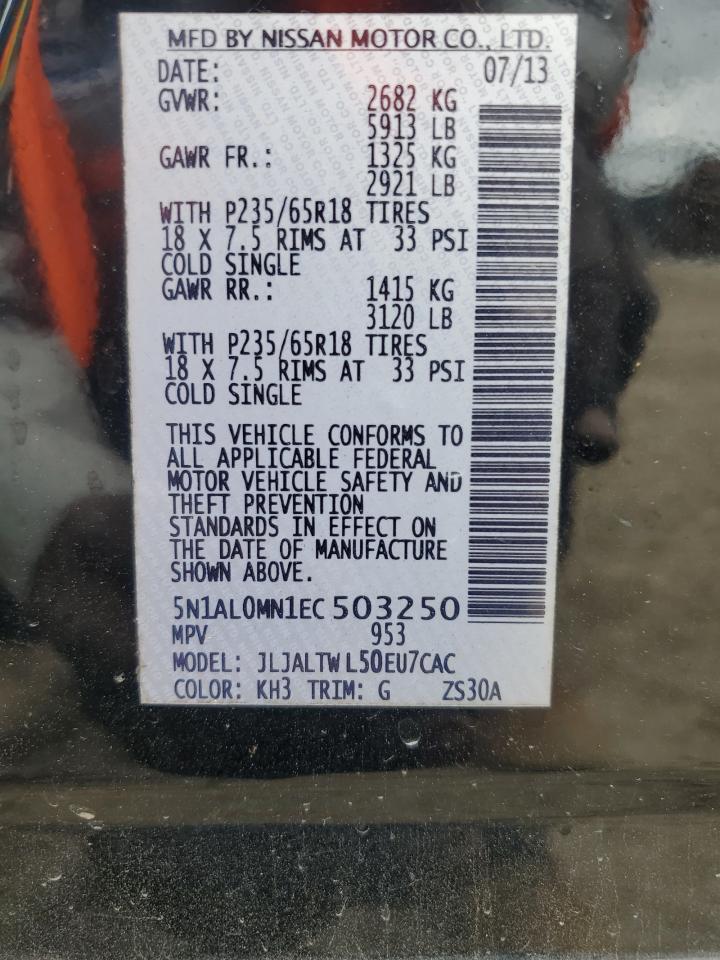 MFD BY NISSAN MOTOR CO., LTD.
DATE: 07/13
GVWR: 2682 KG
5913 LB
GAWR FR.: 1325 KG
2921 LB
WITH P235/65R18 TIRES
18 X 7.5 RIMS AT 33 PSI
COLD SINGLE
GAWR RR.: 1415 KG
3120 LB
WITH P235/65R18 TIRES
18 X 7.5 RIMS AT 33 PSI
COLD SINGLE
THIS VEHICLE CONFORMS TO
ALL APPLICABLE FEDERAL
MOTOR VEHICLE SAFETY AND
THEFT PREVENTION
STANDARDS IN EFFECT ON
THE DATE OF MANUFACTURE
SHOWN ABOVE.
5N1AL0MN1EC 503250
MPV 953
MODEL: JLJALTW L50EU7CAC
COLOR: KH3 TRIM: G ZS30A